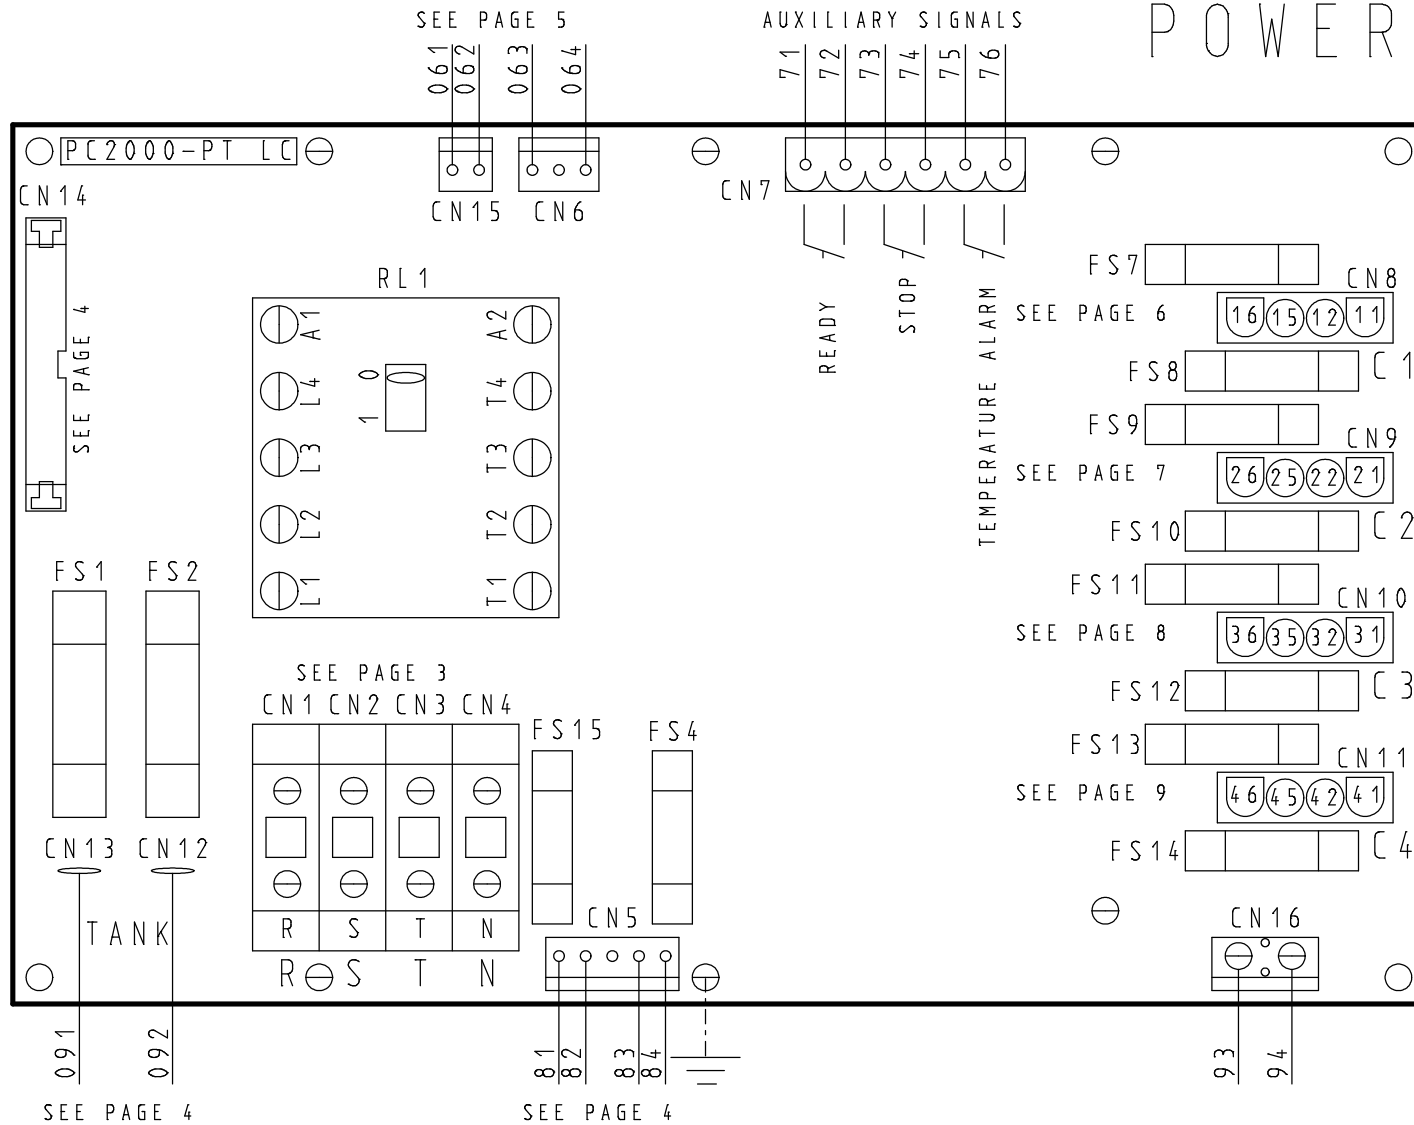 POWER
SEE PAGE 5
AUXILIARY SIGNALS
061
062
063
064
71
72
73
74
75
76
PC2000-PT LC
CN14
CN15
CN6
CN7
SEE PAGE 4
RL1
A1
A2
L4
T4
L3
T3
L2
T2
L1
T1
0
1
READY
STOP
TEMPERATURE ALARM
FS7
CN8
SEE PAGE 6
16 15 12 11
FS8
C1
FS9
CN9
SEE PAGE 7
26 25 22 21
FS10
C2
FS11
CN10
SEE PAGE 8
36 35 32 31
FS12
C3
FS13
CN11
SEE PAGE 9
46 45 42 41
FS14
C4
FS1
FS2
SEE PAGE 3
CN1 CN2 CN3 CN4
FS15
FS4
CN13
CN12
TANK
R S T N
R S T N
CN5
CN16
091
092
81
82
83
84
93
94
SEE PAGE 4
SEE PAGE 4